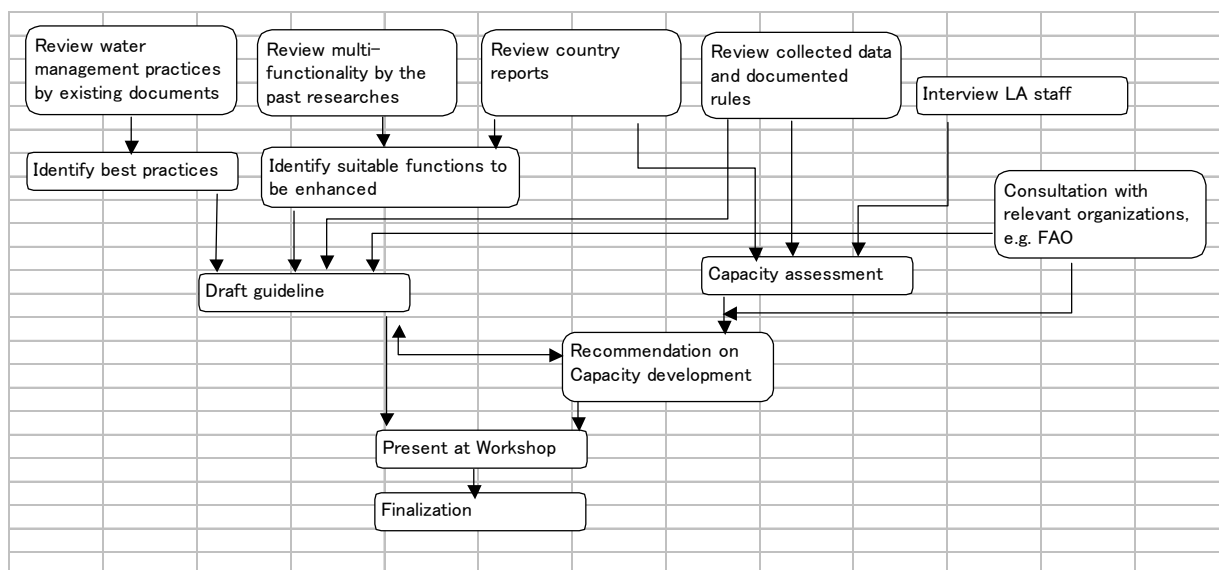 Review water
management practices
by existing documents
Review multi-
functionality by the
past researches
Review country
reports
Review collected data
and documented
rules
Interview LA staff
Identify best practices
Identify suitable functions to
be enhanced
Consultation with
relevant organizations,
e.g. FAO
Draft guideline
Capacity assessment
Recommendation on
Capacity development
Present at Workshop
Finalization